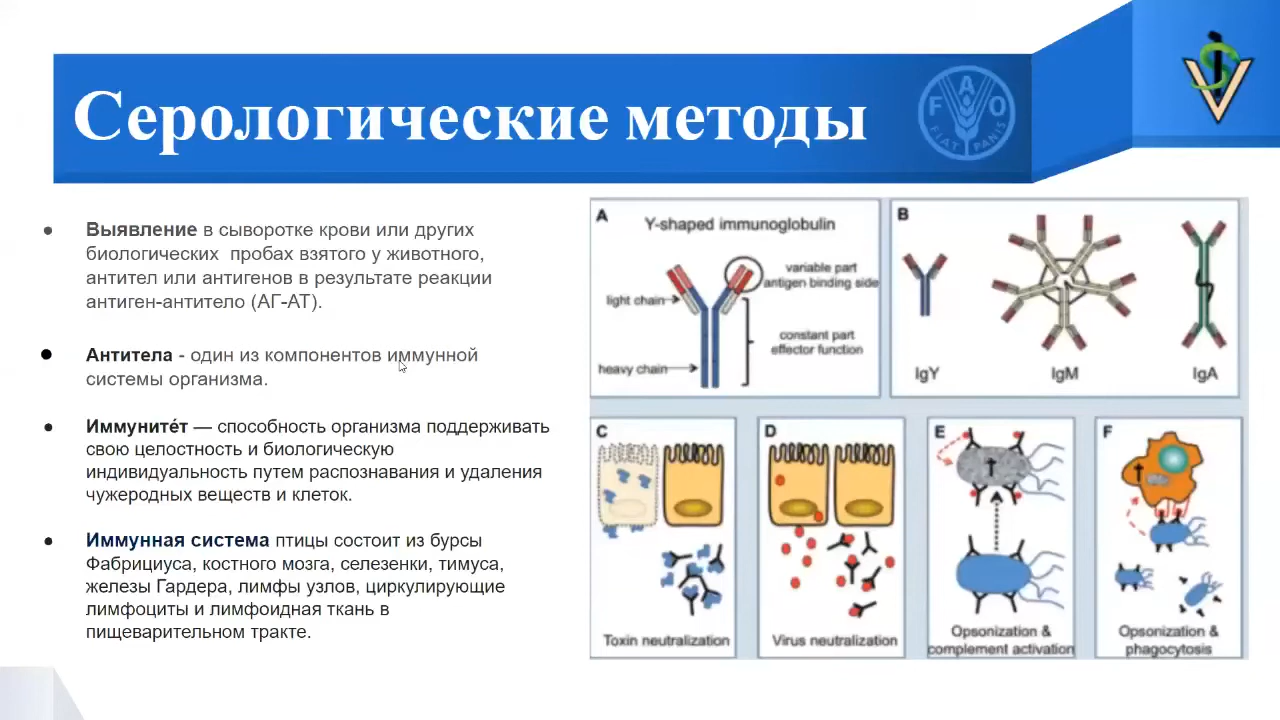 Серологические методы
F A O
FIAT PANIS
Выявление в сыворотке крови или других
биологических пробах взятого у животного,
антител или антигенов в результате реакции
антиген-антитело (АГ-АТ).
Антитела - один из компонентов иммунной
системы организма.
Иммуните́т — способность организма поддерживать
свою целостность и биологическую
индивидуальность путем распознавания и удаления
чужеродных веществ и клеток.
Иммунная система птицы состоит из бурсы
Фабрициуса, костного мозга, селезенки, тимуса,
железы Гардера, лимфы узлов, циркулирующие
лимфоциты и лимфоидная ткань в
пищеварительном тракте.
A
Y-shaped immunoglobulin
variable part
antigen binding side
light chain
constant part
effector function
heavy chain
B
IgY
IgM
IgA
C
Toxin neutralization
D
Virus neutralization
E
Opsonization &
complement activation
F
Opsonization &
phagocytosis